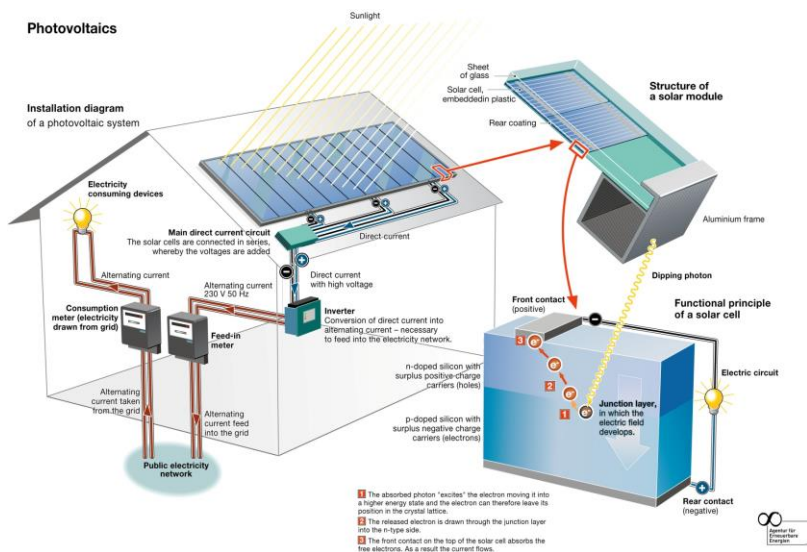 Photovoltaics
Sunlight
Installation diagram
of a photovoltaic system
Electricity
consuming devices
Alternating current
Consumption
meter (electricity
drawn from grid)
Alternating
current taken
from the grid
Public electricity
network
Main direct current circuit
The solar cells are connected in series,
whereby the voltages are added
Direct current
Direct current
with high voltage
Alternating current
230 V 50 Hz
Feed-in
meter
Inverter
Conversion of direct current into
alternating current – necessary
to feed into the electricity network.
Alternating
current feed
into the grid
Sheet
of glass
Solar cell,
embeddedin plastic
Rear coating
Structure of
a solar module
Aluminium frame
Dipping photon
Functional principle
of a solar cell
Front contact
(positive)
n-doped silicon with
surplus positive charge
carriers (holes)
p-doped silicon with
surplus negative charge
carriers (electrons)
3
e-
e-
2
e-
1
e-
Junction layer,
in which the
electric field
develops.
Electric circuit
Rear contact
(negative)
1 The absorbed photon "excites" the electron moving it into
a higher energy state and the electron can therefore leave its
position in the crystal lattice.
2 The released electron is drawn through the junction layer
into the n-type side.
3 The front contact on the top of the solar cell absorbs the
free electrons. As a result the current flows.
Agentur für
Erneuerbare
Energien